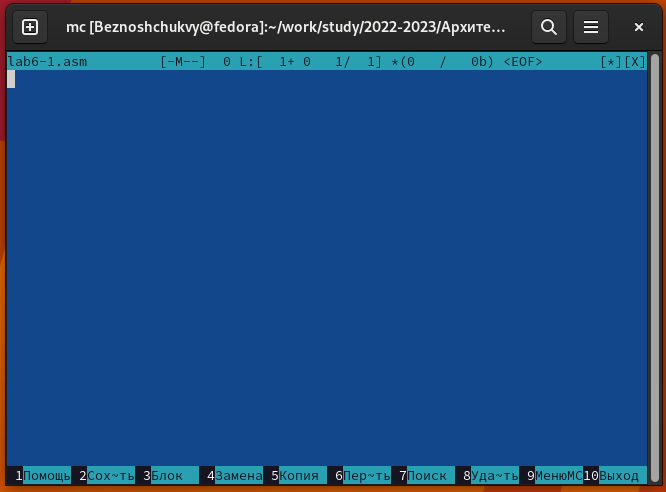 mc [Beznoshchukvy@fedora]:~/work/study/2022-2023/Архите...
lab6-1.asm [-M--] 0 L:[ 1+ 0 1/ 1] *(0 / 0b) <EOF> [*][X]
1Помощь 2Сох~ть 3Блок 4Замена 5Копия 6Пер~ть 7Поиск 8Уда~ть 9МенюMC 10Выход